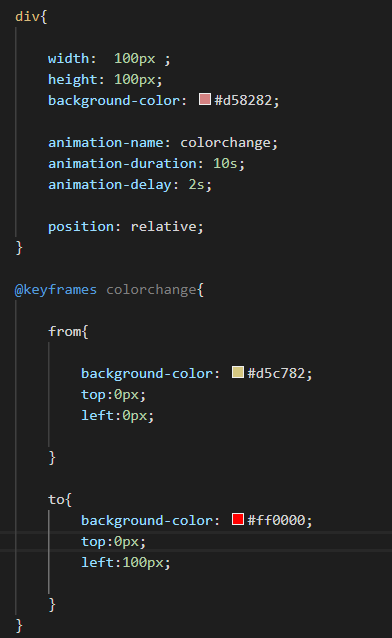 div{
width:  100px ;
height: 100px;
background-color: #d58282;
animation-name: colorchange;
animation-duration: 10s;
animation-delay: 2s;
position: relative;
}
@keyframes colorchange{
from{
background-color: #d5c782;
top:0px;
left:0px;
}
to{
background-color: #ff0000;
top:0px;
left:100px;
}
}